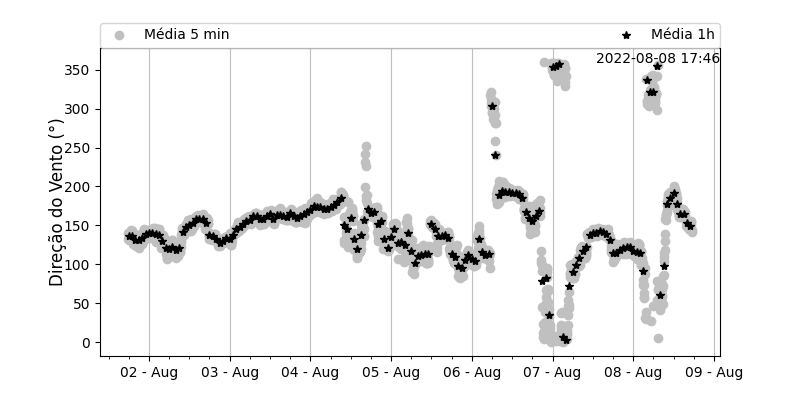 Média 5 min
Média 1h
2022-08-08 17:46
Direção do Vento (°)
350
300
250
200
150
100
50
0
02 - Aug
03 - Aug
04 - Aug
05 - Aug
06 - Aug
07 - Aug
08 - Aug
09 - Aug